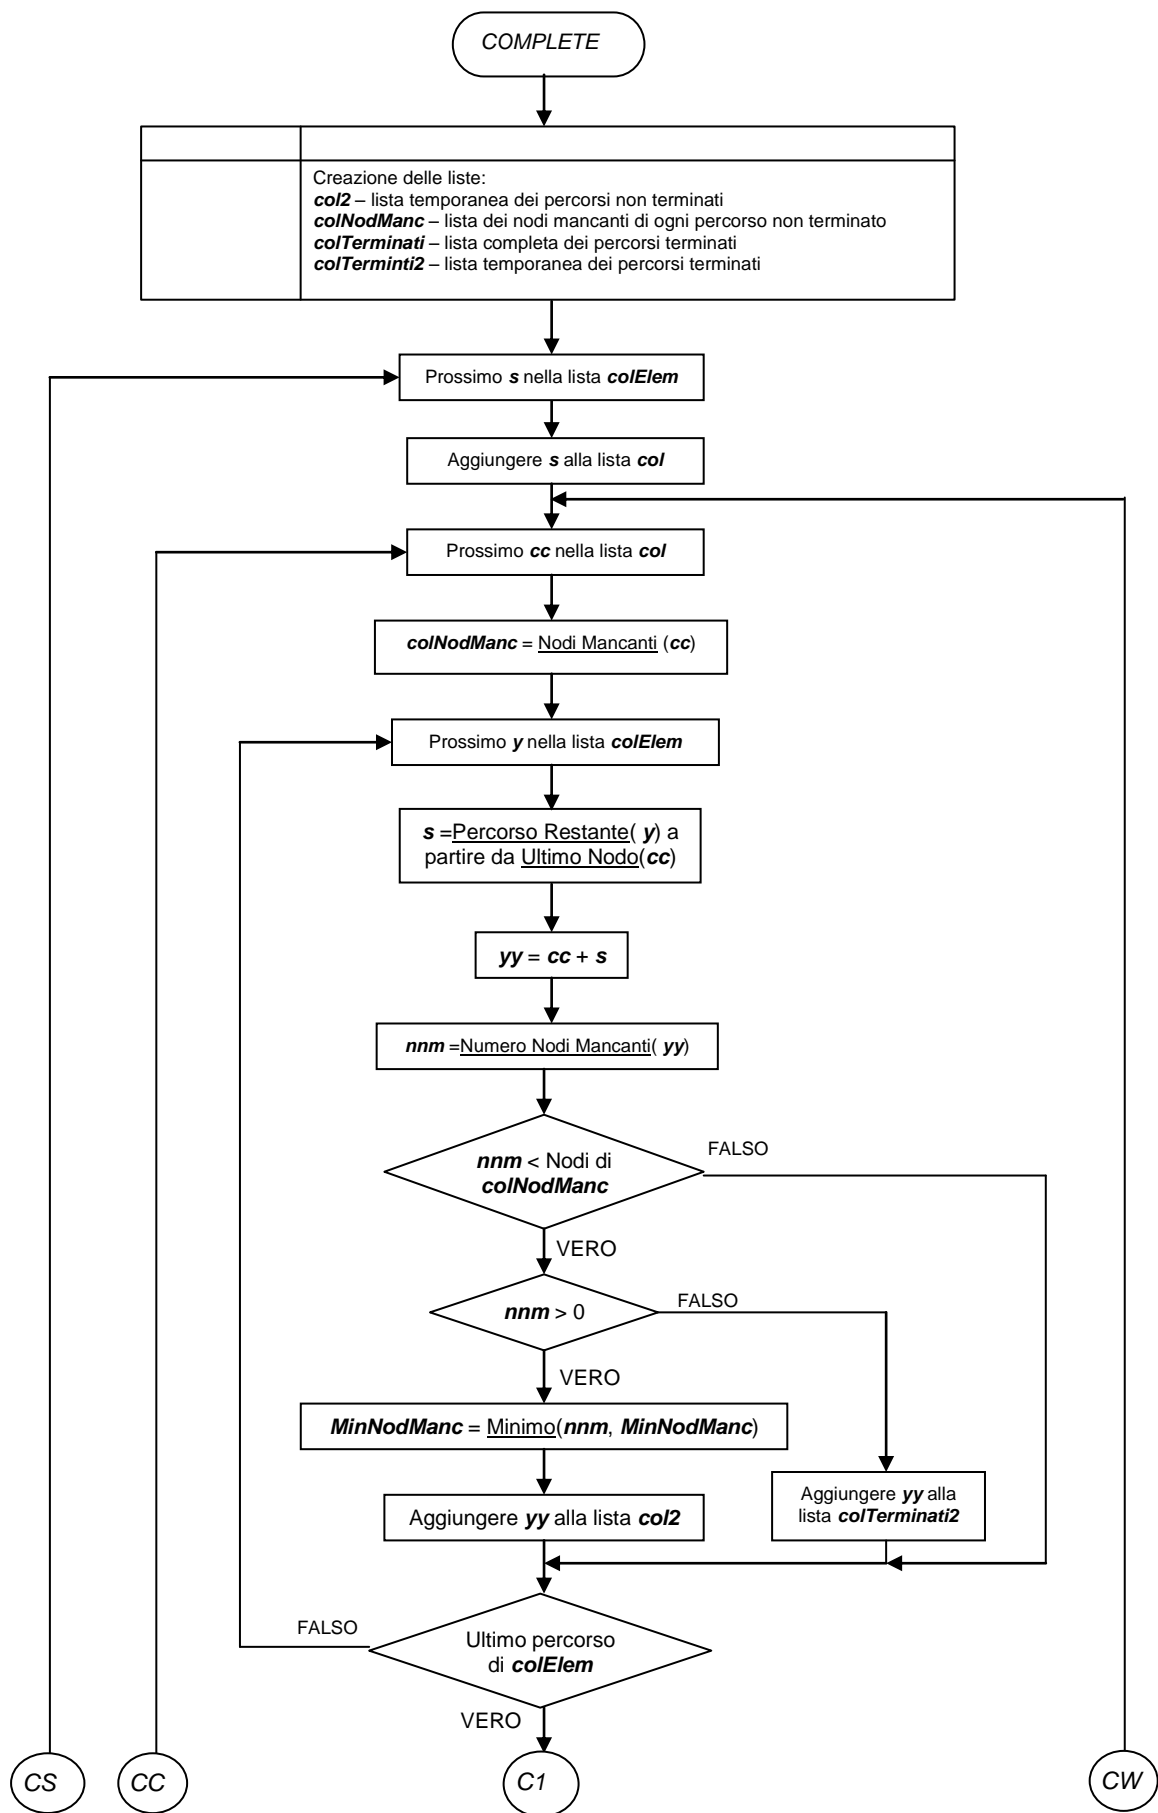 COMPLETE
Creazione delle liste:
col2 – lista temporanea dei percorsi non terminati
colNodManc – lista dei nodi mancanti di ogni percorso non terminato
colTerminati – lista completa dei percorsi terminati
colTerminti2 – lista temporanea dei percorsi terminati
Prossimo s nella lista colElem
Aggiungere s alla lista col
Prossimo cc nella lista col
colNodManc = Nodi Mancanti (cc)
Prossimo y nella lista colElem
s =Percorso Restante( y) a
partire da Ultimo Nodo(cc)
yy = cc + s
nnm =Numero Nodi Mancanti( yy)
nnm < Nodi di
colNodManc
FALSO
VERO
nnm > 0
FALSO
VERO
MinNodManc = Minimo(nnm, MinNodManc)
Aggiungere yy alla
lista colTerminati2
Aggiungere yy alla lista col2
FALSO
Ultimo percorso
di colElem
VERO
CS
CC
C1
CW